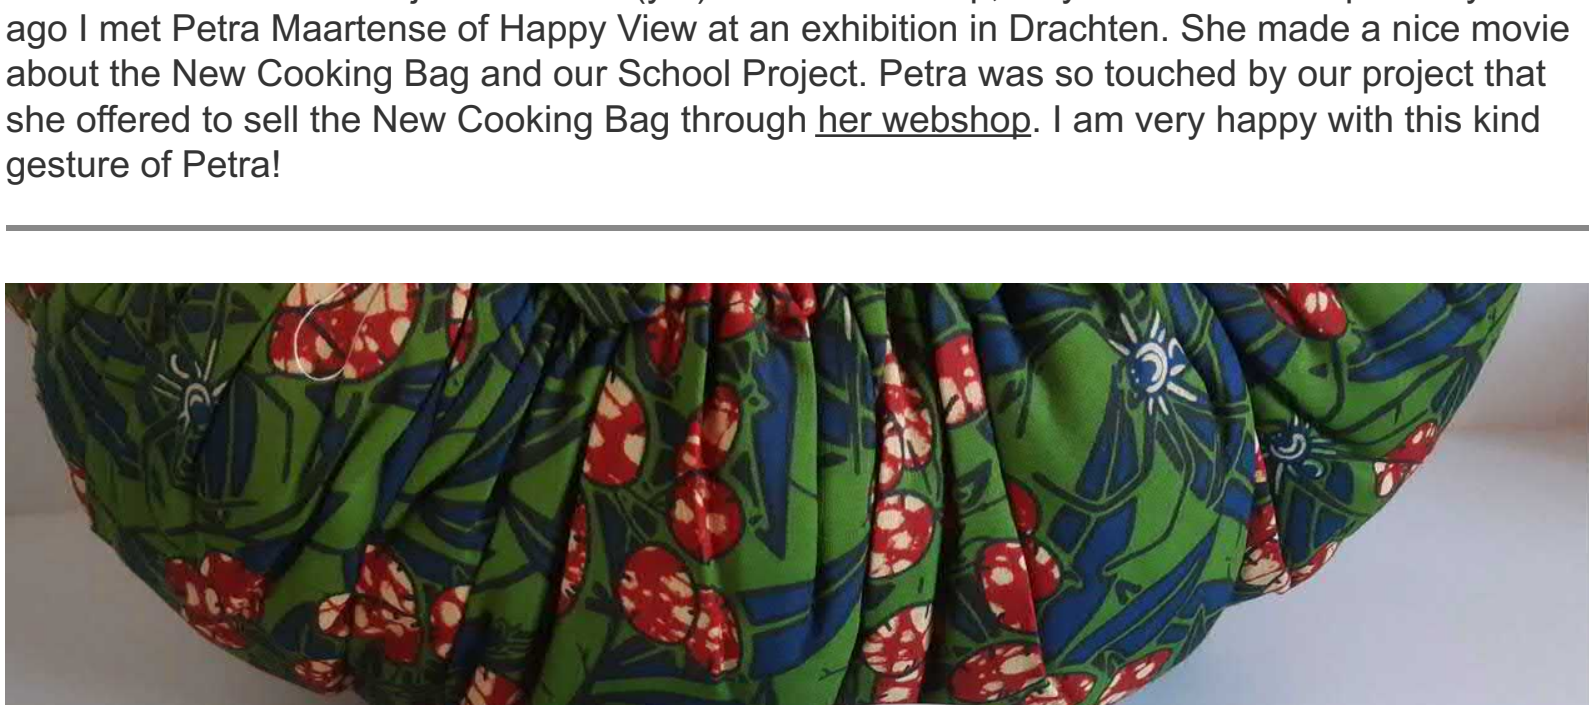 ago I met Petra Maartense of Happy View at an exhibition in Drachten. She made a nice movie
about the New Cooking Bag and our School Project. Petra was so touched by our project that
she offered to sell the New Cooking Bag through her webshop. I am very happy with this kind
gesture of Petra!